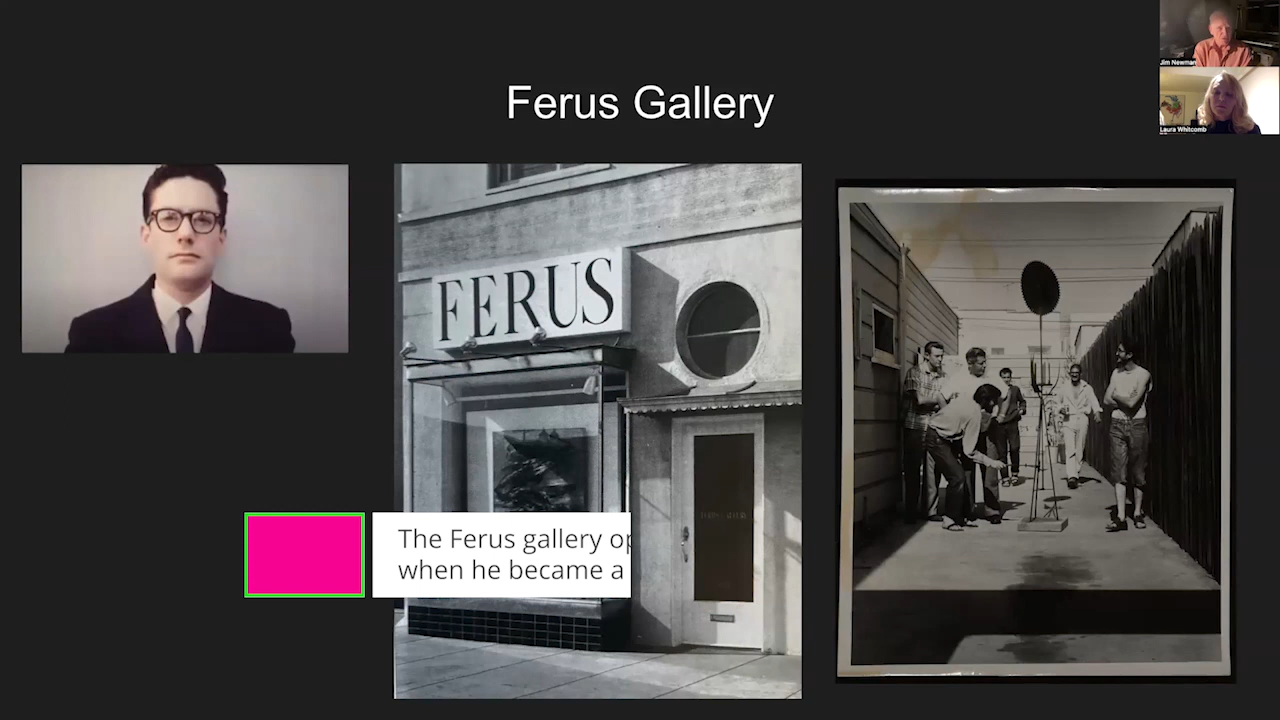 Ferus Gallery
Jim Newman
Laura Whitcomb
FERUS
The Ferus gallery op
when he became a